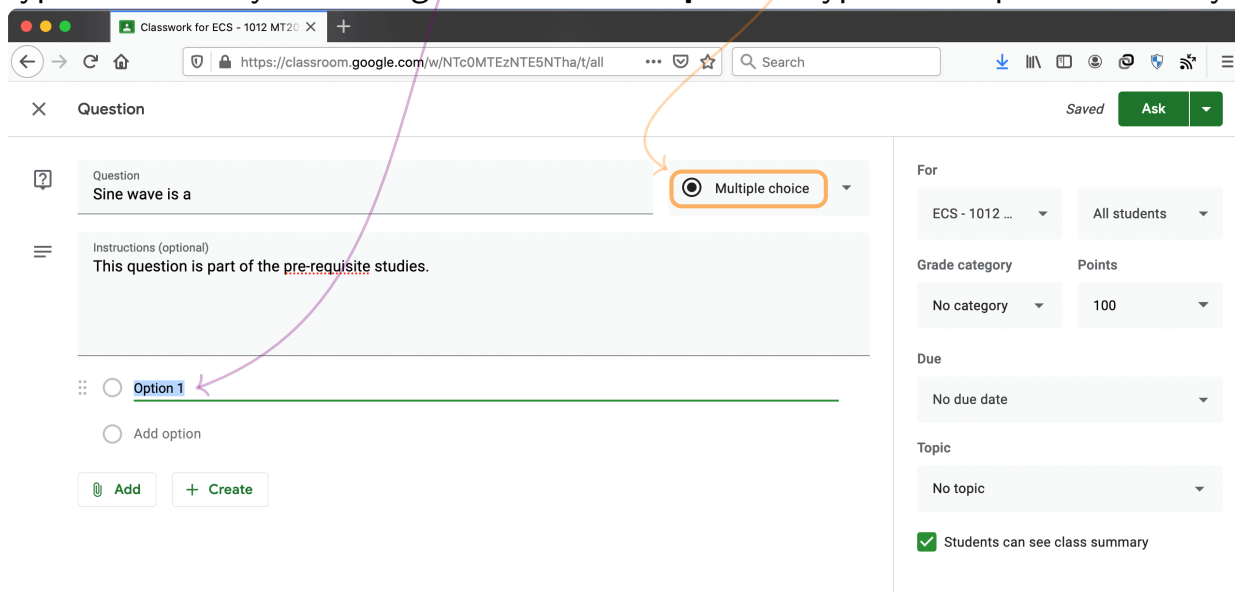 Classwork for ECS - 1012 MT20
https://classroom.google.com/w/NTc0MTEzNTE5NTha/t/all
Search
Question
Saved
Ask
Question
Sine wave is a
Multiple choice
Instructions (optional)
This question is part of the pre-requisite studies.
Option 1
Add option
Add
+ Create
For
ECS - 1012 ...
All students
Grade category
Points
No category
100
Due
No due date
Topic
No topic
Students can see class summary